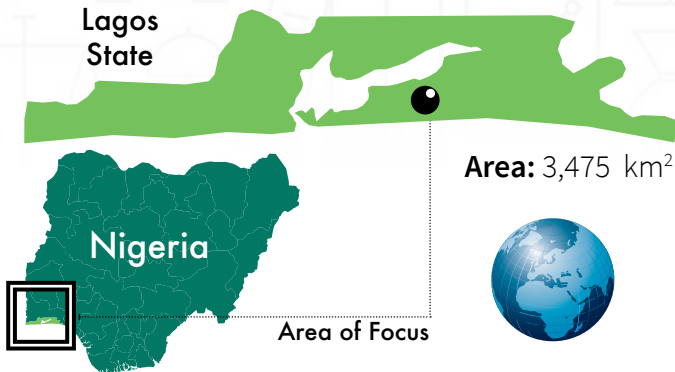 Lagos
State
Area: 3,475 km²
Nigeria
Area of Focus